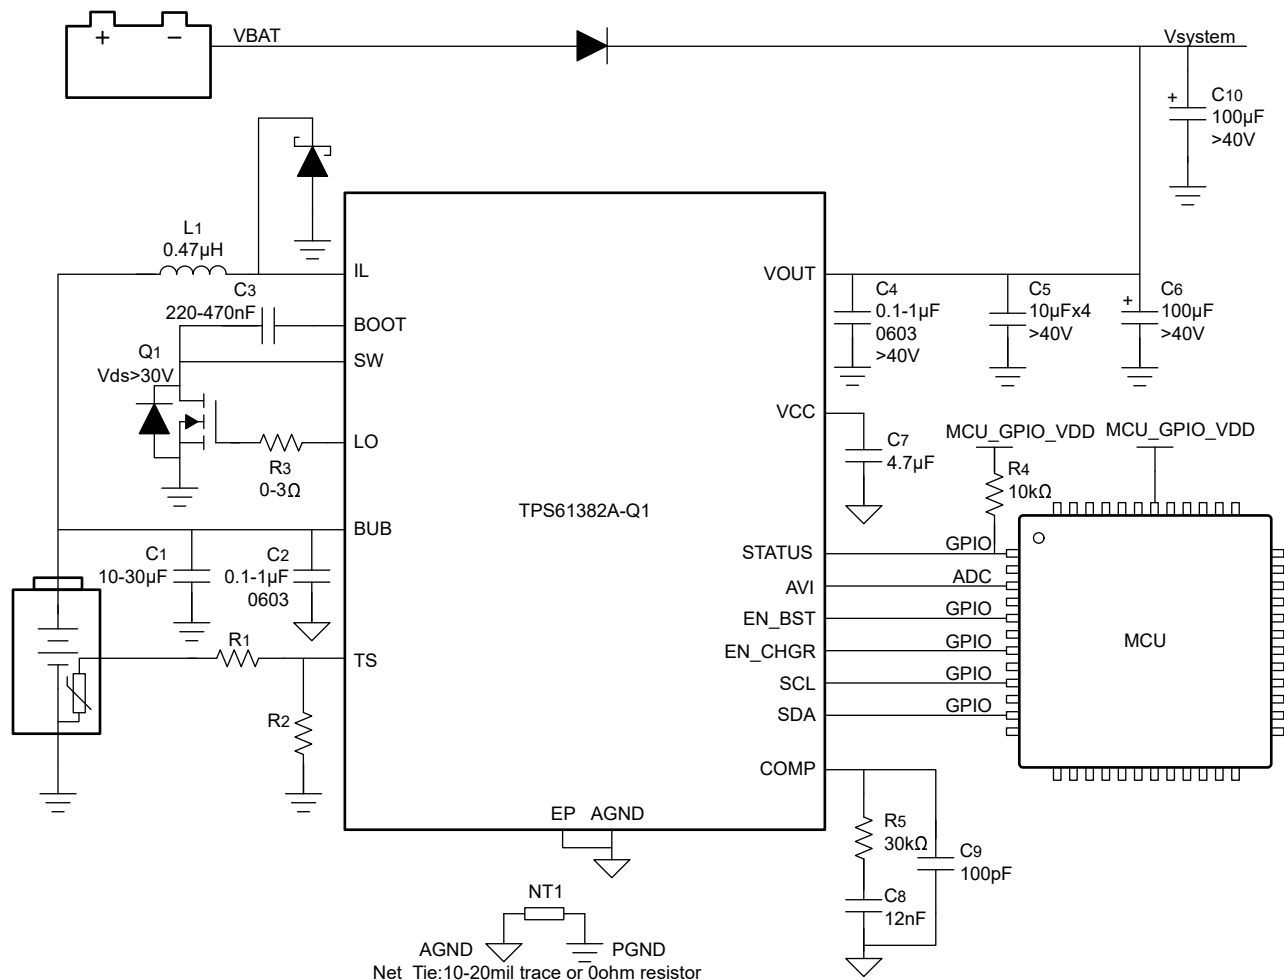 + −
VBAT
Vsystem
+
C10
100µF
>40V
L1
0.47µH
IL
VOUT
C3
220-470nF
BOOT
SW
C4
0.1-1µF
0603
>40V
C5
10µFx4
>40V
+
C6
100µF
>40V
Q1
Vds>30V
LO
R3
0-3Ω
VCC
C7
4.7µF
MCU_GPIO_VDD
MCU_GPIO_VDD
R4
10kΩ
TPS61382A-Q1
BUB
C1
10-30µF
C2
0.1-1µF
0603
STATUS
GPIO
AVI
ADC
EN_BST
GPIO
EN_CHGR
GPIO
SCL
GPIO
SDA
GPIO
MCU
R1
TS
R2
COMP
R5
30kΩ
C9
100pF
C8
12nF
EP AGND
NT1
AGND
PGND
Net Tie:10-20mil trace or 0ohm resistor